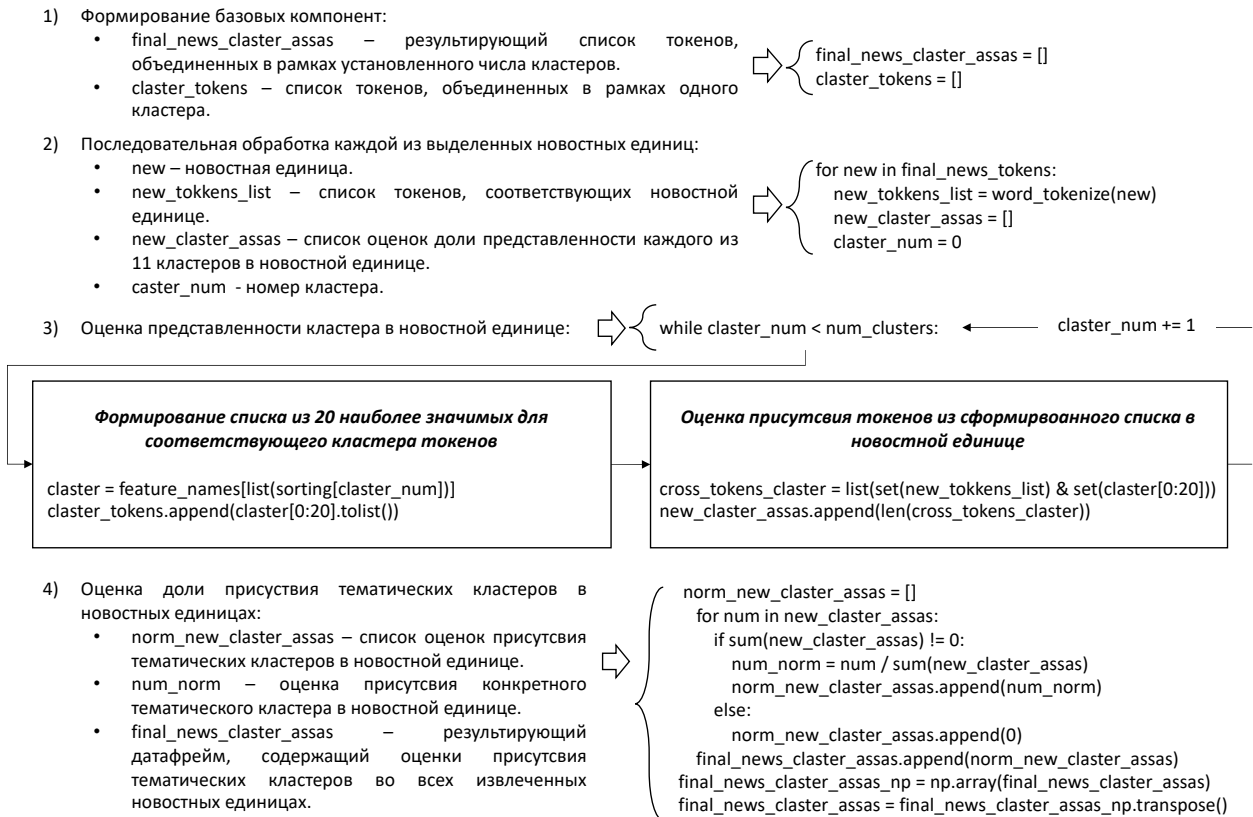 1) Формирование базовых компонент:
• final_news_claster_assas – результирующий список токенов,
объединенных в рамках установленного числа кластеров.
• claster_tokens – список токенов, объединенных в рамках одного
кластера.
final_news_claster_assas = []
claster_tokens = []
2) Последовательная обработка каждой из выделенных новостных единиц:
• new – новостная единица.
• new_tokkens_list – список токенов, соответствующих новостной
единице.
• new_claster_assas – список оценок доли представленности каждого из
11 кластеров в новостной единице.
• caster_num - номер кластера.
for new in final_news_tokens:
new_tokkens_list = word_tokenize(new)
new_claster_assas = []
claster_num = 0
3) Оценка представленности кластера в новостной единице:
while claster_num < num_clusters:
claster_num += 1
Формирование списка из 20 наиболее значимых для
соответствующего кластера токенов
claster = feature_names[list(sorting[claster_num])]
claster_tokens.append(claster[0:20].tolist())
Оценка присутсвия токенов из сформирвоанного списка в
новостной единице
cross_tokens_claster = list(set(new_tokkens_list) & set(claster[0:20]))
new_claster_assas.append(len(cross_tokens_claster))
4) Оценка доли присуствия тематических кластеров в
новостных единицах:
• norm_new_claster_assas – список оценок присутсвия
тематических кластеров в новостной единице.
• num_norm – оценка присутсвия конкретного
тематического кластера в новостной единице.
• final_news_claster_assas – результирующий
датафрейм, содержащий оценки присутсвия
тематических кластеров во всех извлеченных
новостных единицах.
norm_new_claster_assas = []
for num in new_claster_assas:
if sum(new_claster_assas) != 0:
num_norm = num / sum(new_claster_assas)
norm_new_claster_assas.append(num_norm)
else:
norm_new_claster_assas.append(0)
final_news_claster_assas.append(norm_new_claster_assas)
final_news_claster_assas_np = np.array(final_news_claster_assas)
final_news_claster_assas = final_news_claster_assas_np.transpose()